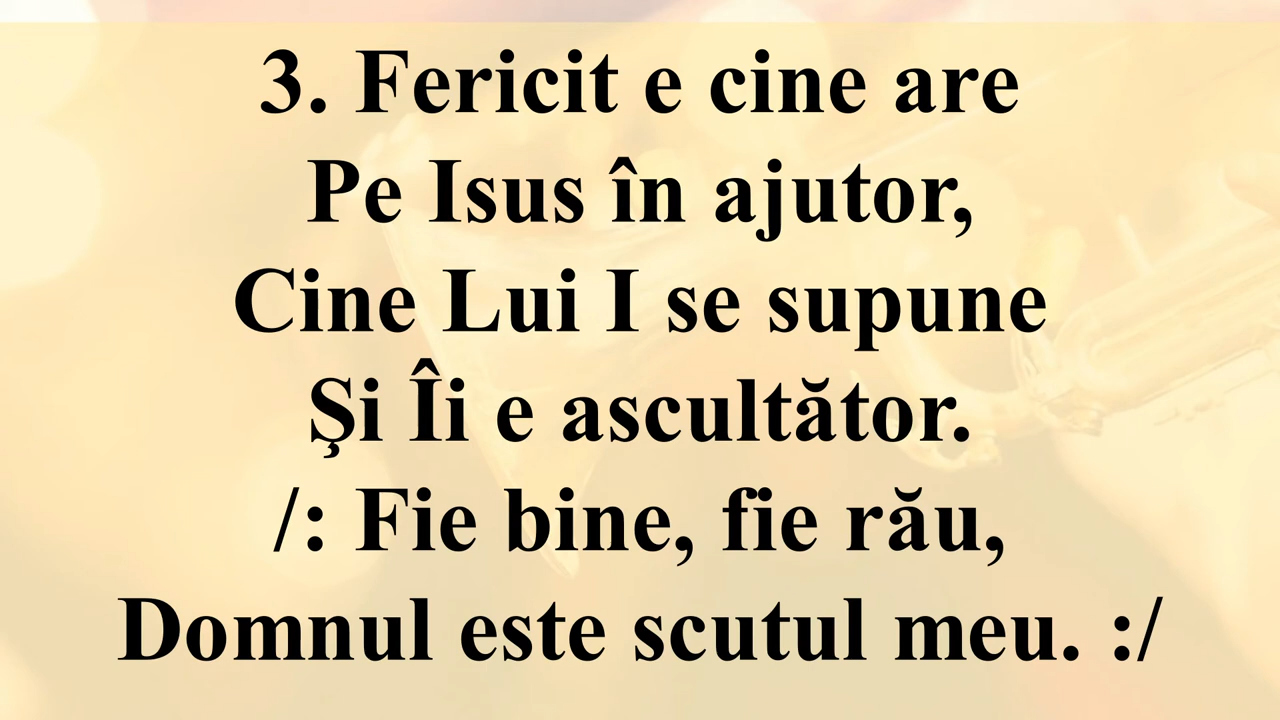 3. Fericit e cine are
Pe Isus în ajutor,
Cine Lui I se supune
Şi Îi e ascultător.
/: Fie bine, fie rău,
Domnul este scutul meu. :/